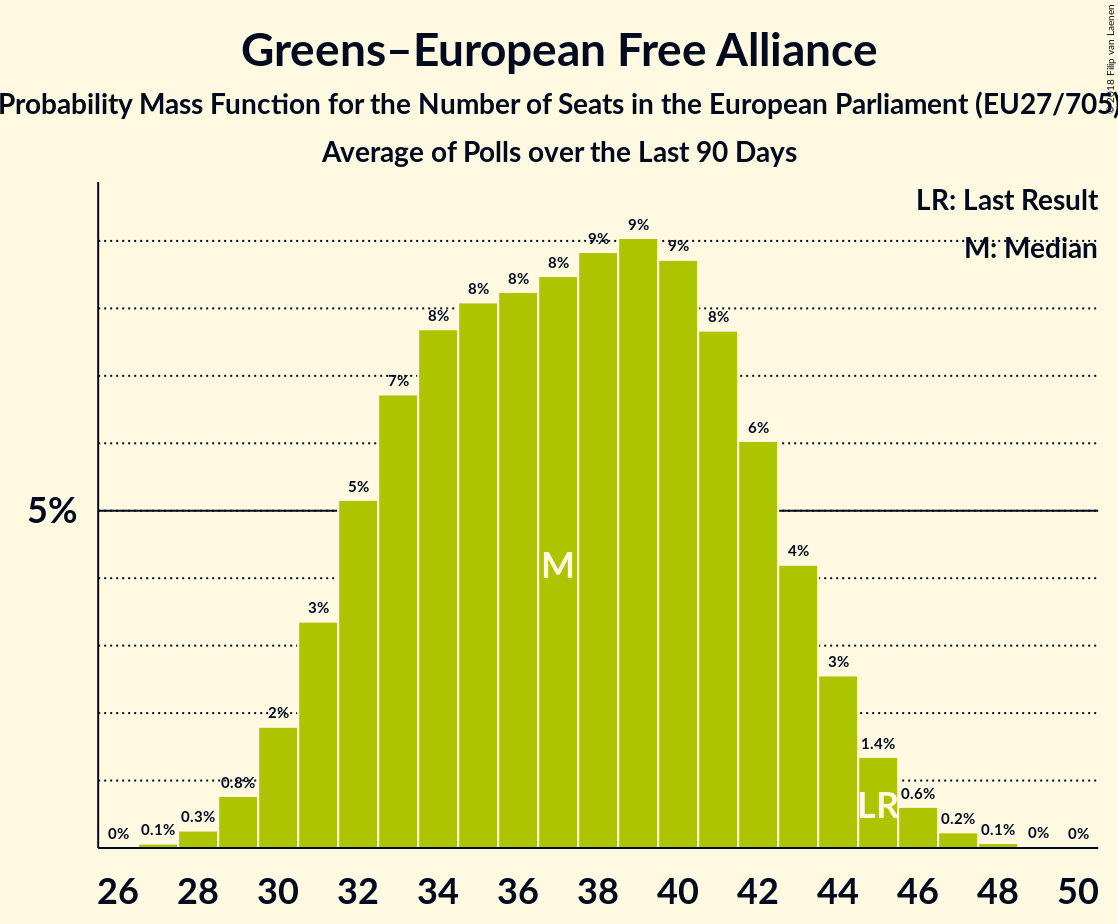 Greens–European Free Alliance
Probability Mass Function for the Number of Seats in the European Parliament (EU27/705)
Average of Polls over the Last 90 Days
© 2018 Filip van Laenen
LR: Last Result
M: Median
5%
0%
0.1%
0.3%
0.8%
2%
3%
5%
7%
8%
8%
8%
8%
9%
9%
9%
8%
6%
4%
3%
1.4%
0.6%
0.2%
0.1%
0%
0%
M
LR
26 28 30 32 34 36 38 40 42 44 46 48 50